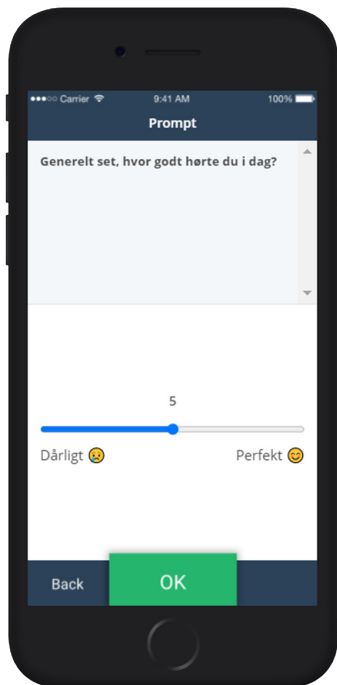 ●●●○○ Carrier 9:41 AM 100%
Prompt
Generelt set, hvor godt hørte du i dag?
5
Dårligt 😥 Perfekt 😊
Back OK